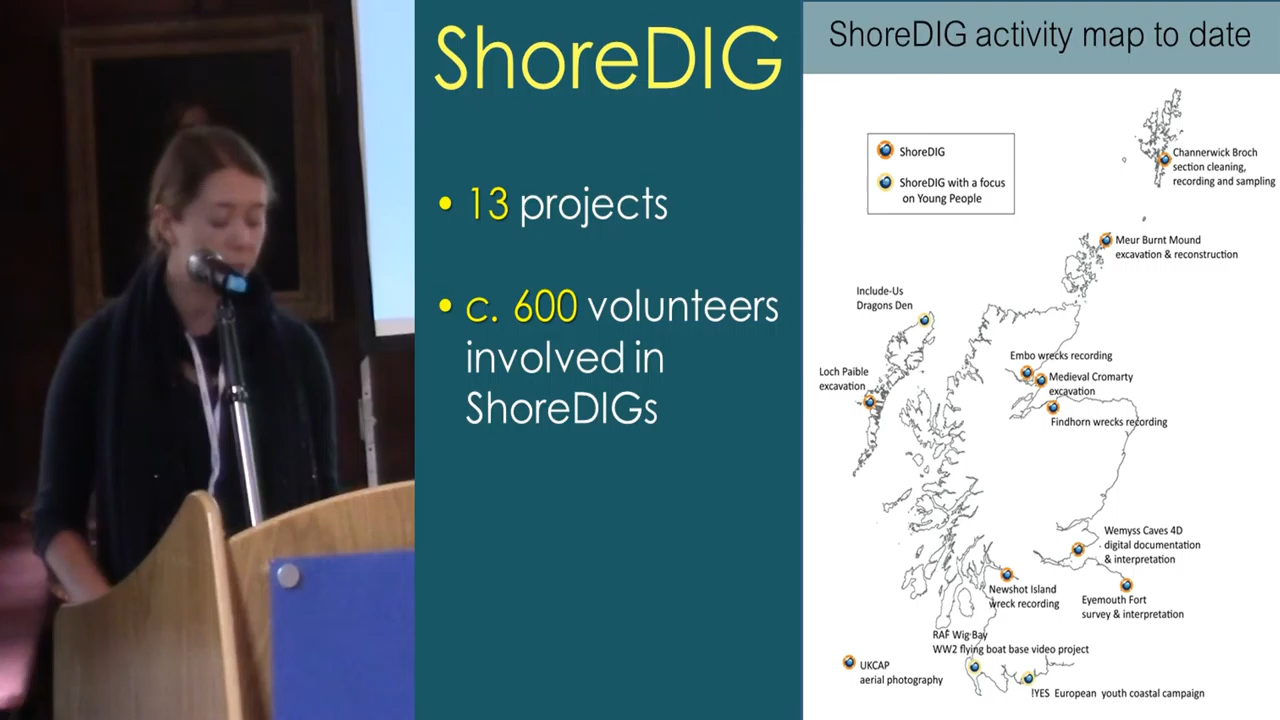 ShoreDIG
• 13 projects
• c. 600 volunteers
involved in
ShoreDIGs
ShoreDIG activity map to date
ShoreDIG
ShoreDIG with a focus
on Young People
Channerwick Broch
section cleaning,
recording and sampling
Meur Burnt Mound
excavation & reconstruction
Include-Us
Dragons Den
Embo wrecks recording
Loch Paible
excavation
Medieval Cromarty
excavation
Findhorn wrecks recording
Wemyss Caves 4D
digital documentation
& interpretation
Newshot Island
wreck recording
Eyemouth Fort
survey & interpretation
RAF Wig Bay
WW2 flying boat base video project
UKCAP
aerial photography
!YES European youth coastal campaign